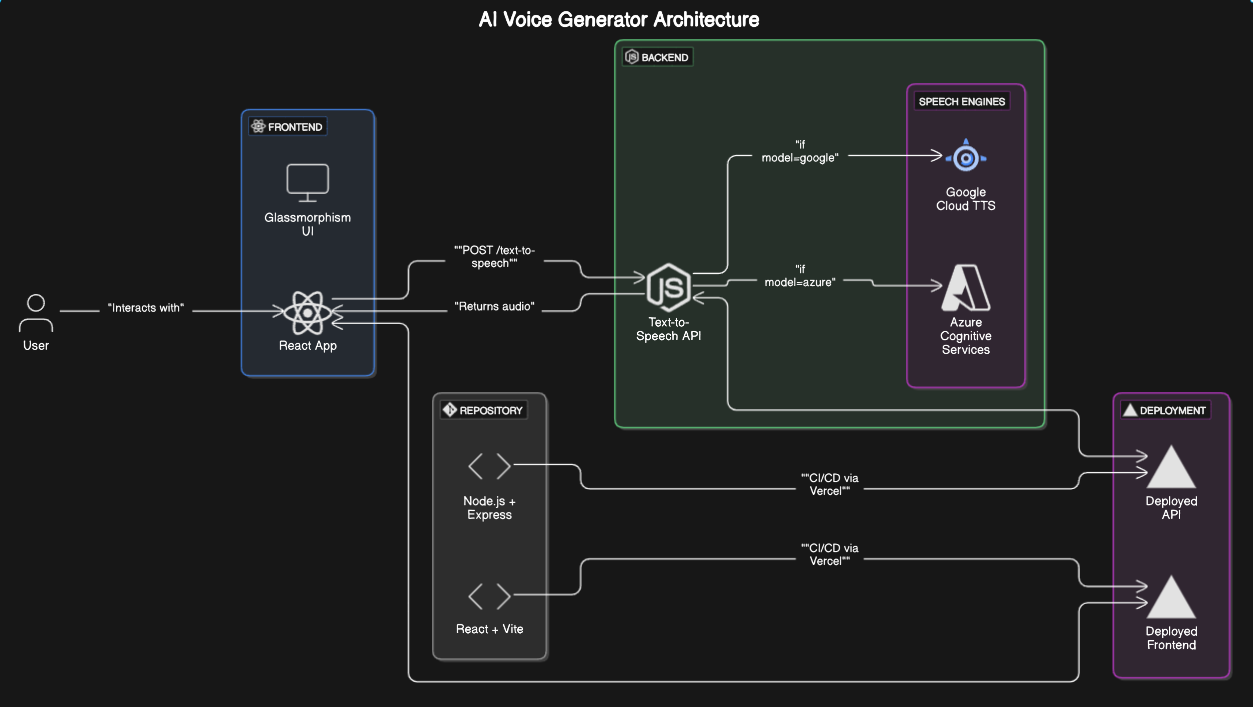 AI Voice Generator Architecture
BACKEND
SPEECH ENGINES
FRONTEND
"if
model=google"
Google
Cloud TTS
Glassmorphism
UI
""POST /text-to-
speech""
"if
model=azure"
"Interacts with"
"Returns audio"
User
React App
Text-to-
Speech API
Azure
Cognitive
Services
REPOSITORY
DEPLOYMENT
Node.js +
Express
""CI/CD via
Vercel""
Deployed
API
""CI/CD via
Vercel""
React + Vite
Deployed
Frontend
JS
JS